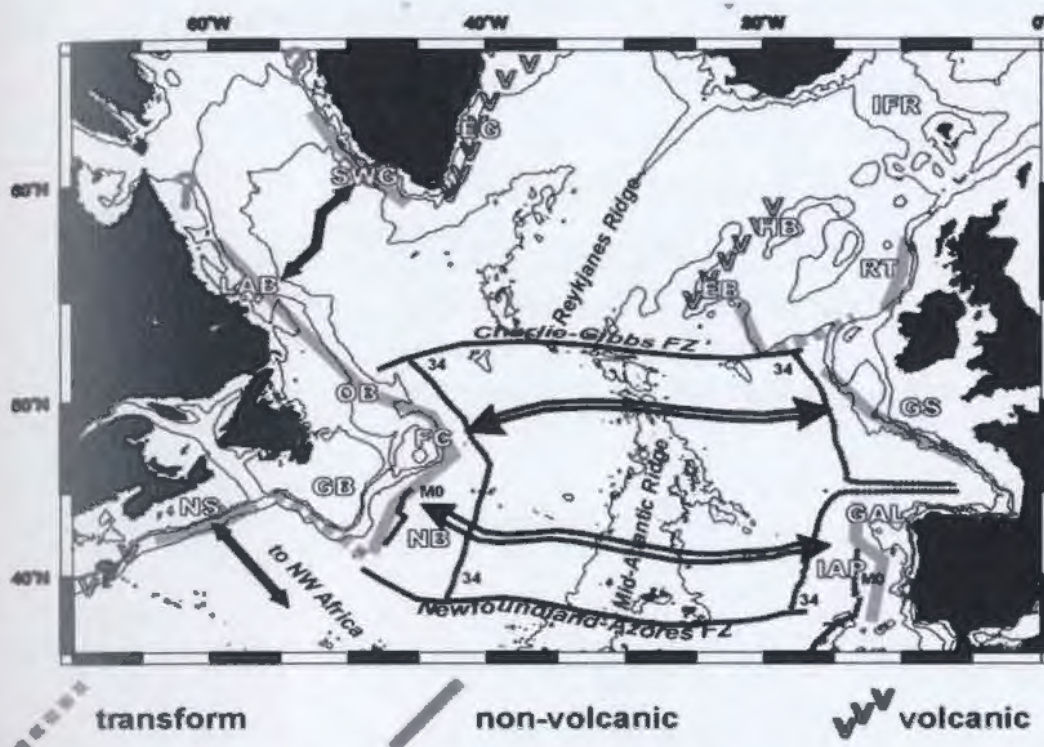 60°W 40°W 20°W 0°
IFR
EG
SWG
60°N
Reykjanes Ridge
HB
RT
LAB
EB
Charlie-Gibbs FZ
34 34
OB
50°N
GS
FC
GB
M0
NS
NB
Mid-Atlantic Ridge
GAL
IAP
M0
40°N
to NW Africa
34 34
Newfoundland-Azores FZ
transform non-volcanic volcanic